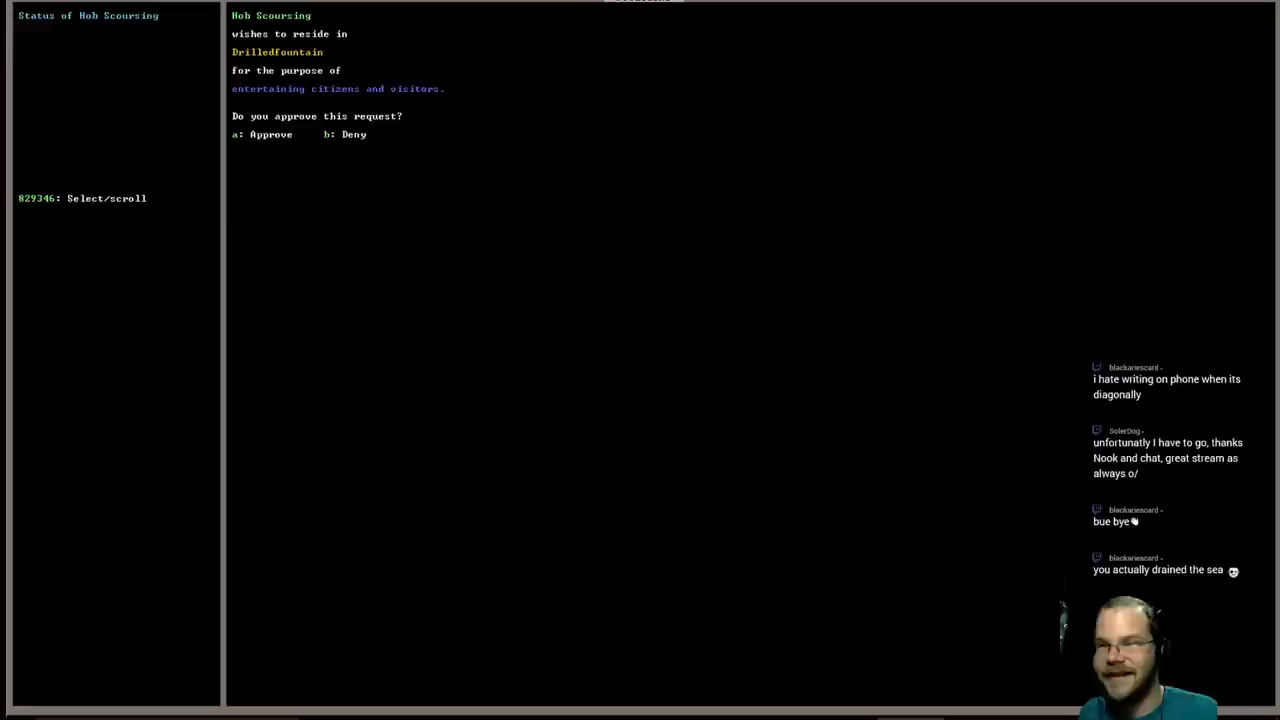 Status of Hob Scoursing
829346: Select/scroll
Hob Scoursing
wishes to reside in
Drilledfountain
for the purpose of
entertaining citizens and visitors.
Do you approve this request?
a: Approve b: Deny
blackariescard -
i hate writing on phone when its
diagonally
SolerDog -
unfortunatly I have to go, thanks
Nook and chat, great stream as
always o/
blackariescard -
bue bye
blackariescard -
you actually drained the sea